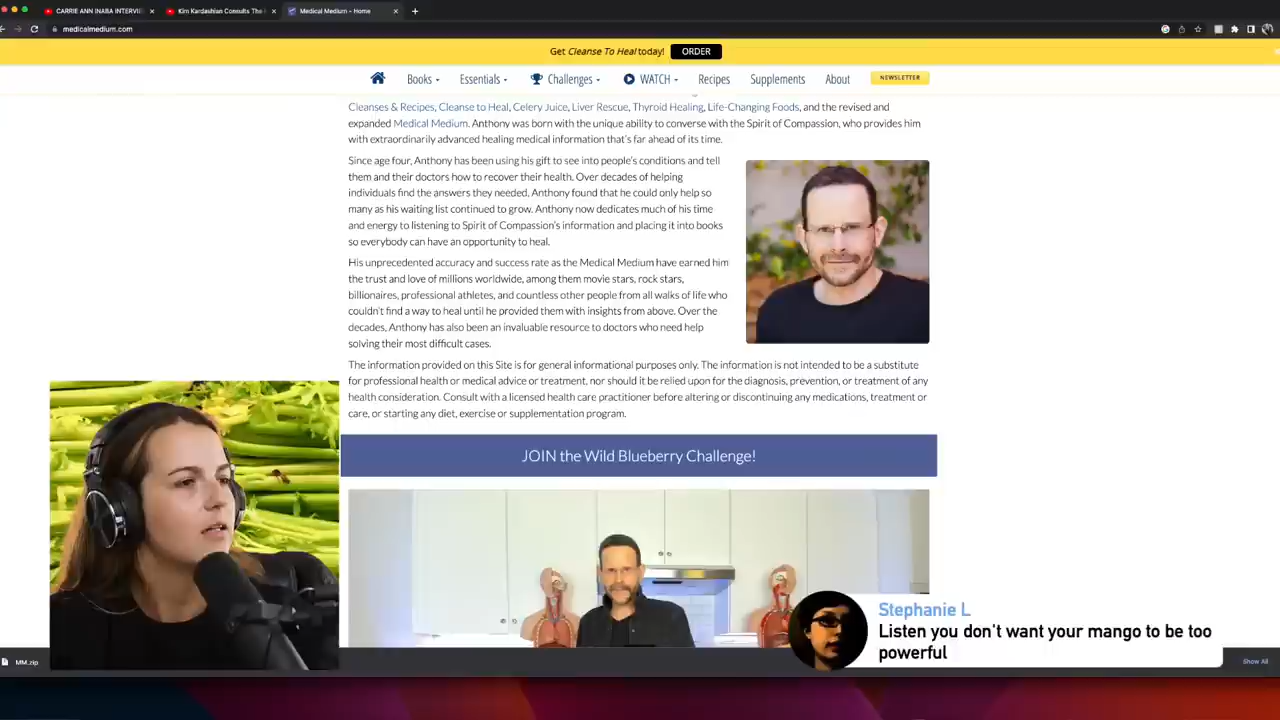 CARRIE ANN INABA INTERVIE
Kim Kardashian Consults The
Medical Medium - Home
medicalmedium.com
Get Cleanse To Heal today! ORDER
Books Essentials Challenges WATCH Recipes Supplements About NEWSLETTER
Cleanses & Recipes, Cleanse to Heal, Celery Juice, Liver Rescue, Thyroid Healing, Life-Changing Foods, and the revised and
expanded Medical Medium. Anthony was born with the unique ability to converse with the Spirit of Compassion, who provides him
with extraordinarily advanced healing medical information that's far ahead of its time.
Since age four, Anthony has been using his gift to see into people's conditions and tell
them and their doctors how to recover their health. Over decades of helping
individuals find the answers they needed, Anthony found that he could only help so
many as his waiting list continued to grow. Anthony now dedicates much of his time
and energy to listening to Spirit of Compassion's information and placing it into books
so everybody can have an opportunity to heal.
His unprecedented accuracy and success rate as the Medical Medium have earned him
the trust and love of millions worldwide, among them movie stars, rock stars,
billionaires, professional athletes, and countless other people from all walks of life who
couldn't find a way to heal until he provided them with insights from above. Over the
decades, Anthony has also been an invaluable resource to doctors who need help
solving their most difficult cases.
The information provided on this Site is for general informational purposes only. The information is not intended to be a substitute
for professional health or medical advice or treatment, nor should it be relied upon for the diagnosis, prevention, or treatment of any
health consideration. Consult with a licensed health care practitioner before altering or discontinuing any medications, treatment or
care, or starting any diet, exercise or supplementation program.
JOIN the Wild Blueberry Challenge!
Stephanie L
Listen you don't want your mango to be too
powerful
MM.zip
Show All